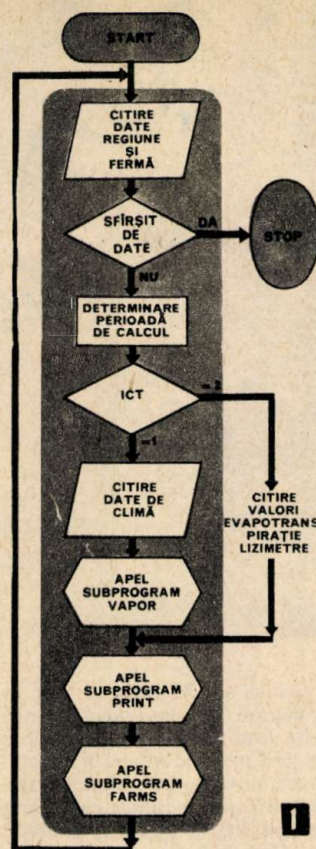 START
CITIRE
DATE
REGIUNE
ȘI
FERMĂ
SFÎRȘIT
DE
DATE
DA
STOP
NU
DETERMINARE
PERIOADĂ
DE CALCUL
ICT
=2
=1
CITIRE
DATE DE
CLIMĂ
CITIRE
VALORI
EVAPOTRANS
PIRAȚIE
LIZIMETRE
APEL
SUBPROGRAM
VAPOR
APEL
SUBPROGRAM
PRINT
APEL
SUBPROGRAM
FARMS
1